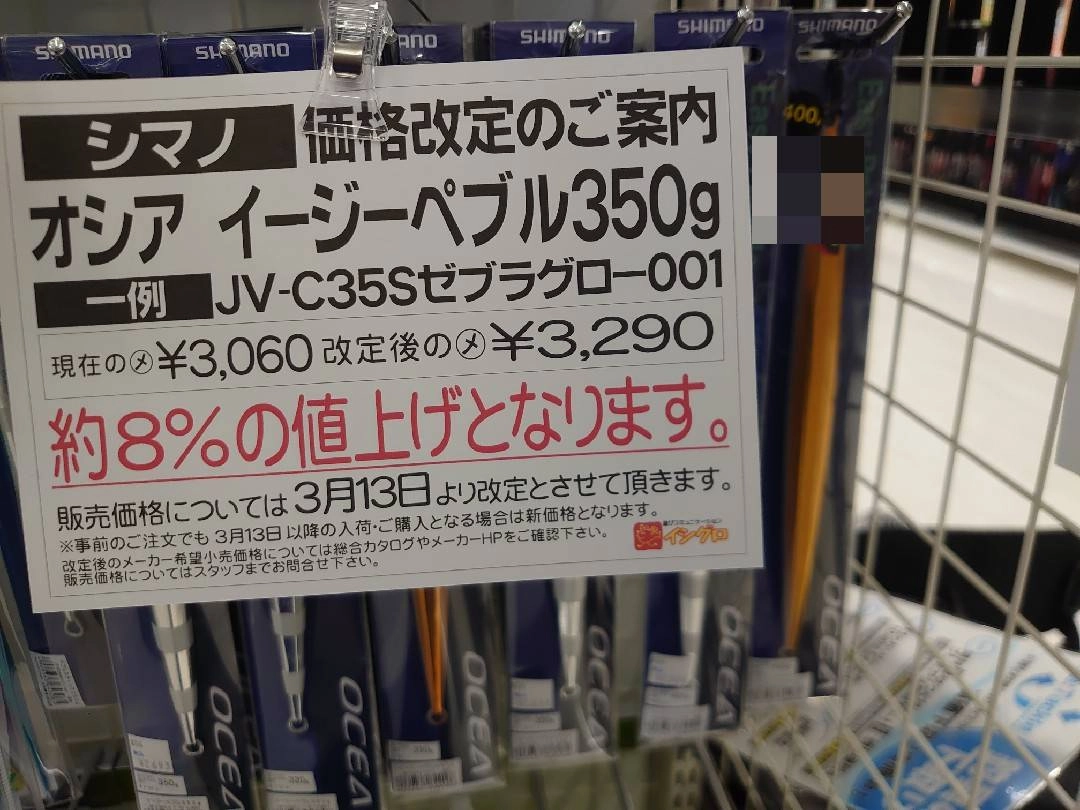 SHIMANO
SHIMANO
SHIMANO
SHIMANO
SHIMANO
シマノ 価格改定のご案内
オシア イージーペブル350g
一例 JV-C35Sゼブラグロー001
現在の㋱¥3,060 改定後の㋱¥3,290
約8%の値上げとなります。
販売価格については3月13日より改定とさせて頂きます。
※事前のご注文でも3月13日以降の入荷・ご購入となる場合は新価格となります。
改定後のメーカー希望小売価格については総合カタログやメーカーHPをご確認下さい。
販売価格についてはスタッフまでお問合せ下さい。
イシグロ
400
OCEA
OCEA
OCEA
OCEA
OCEA
OCEA